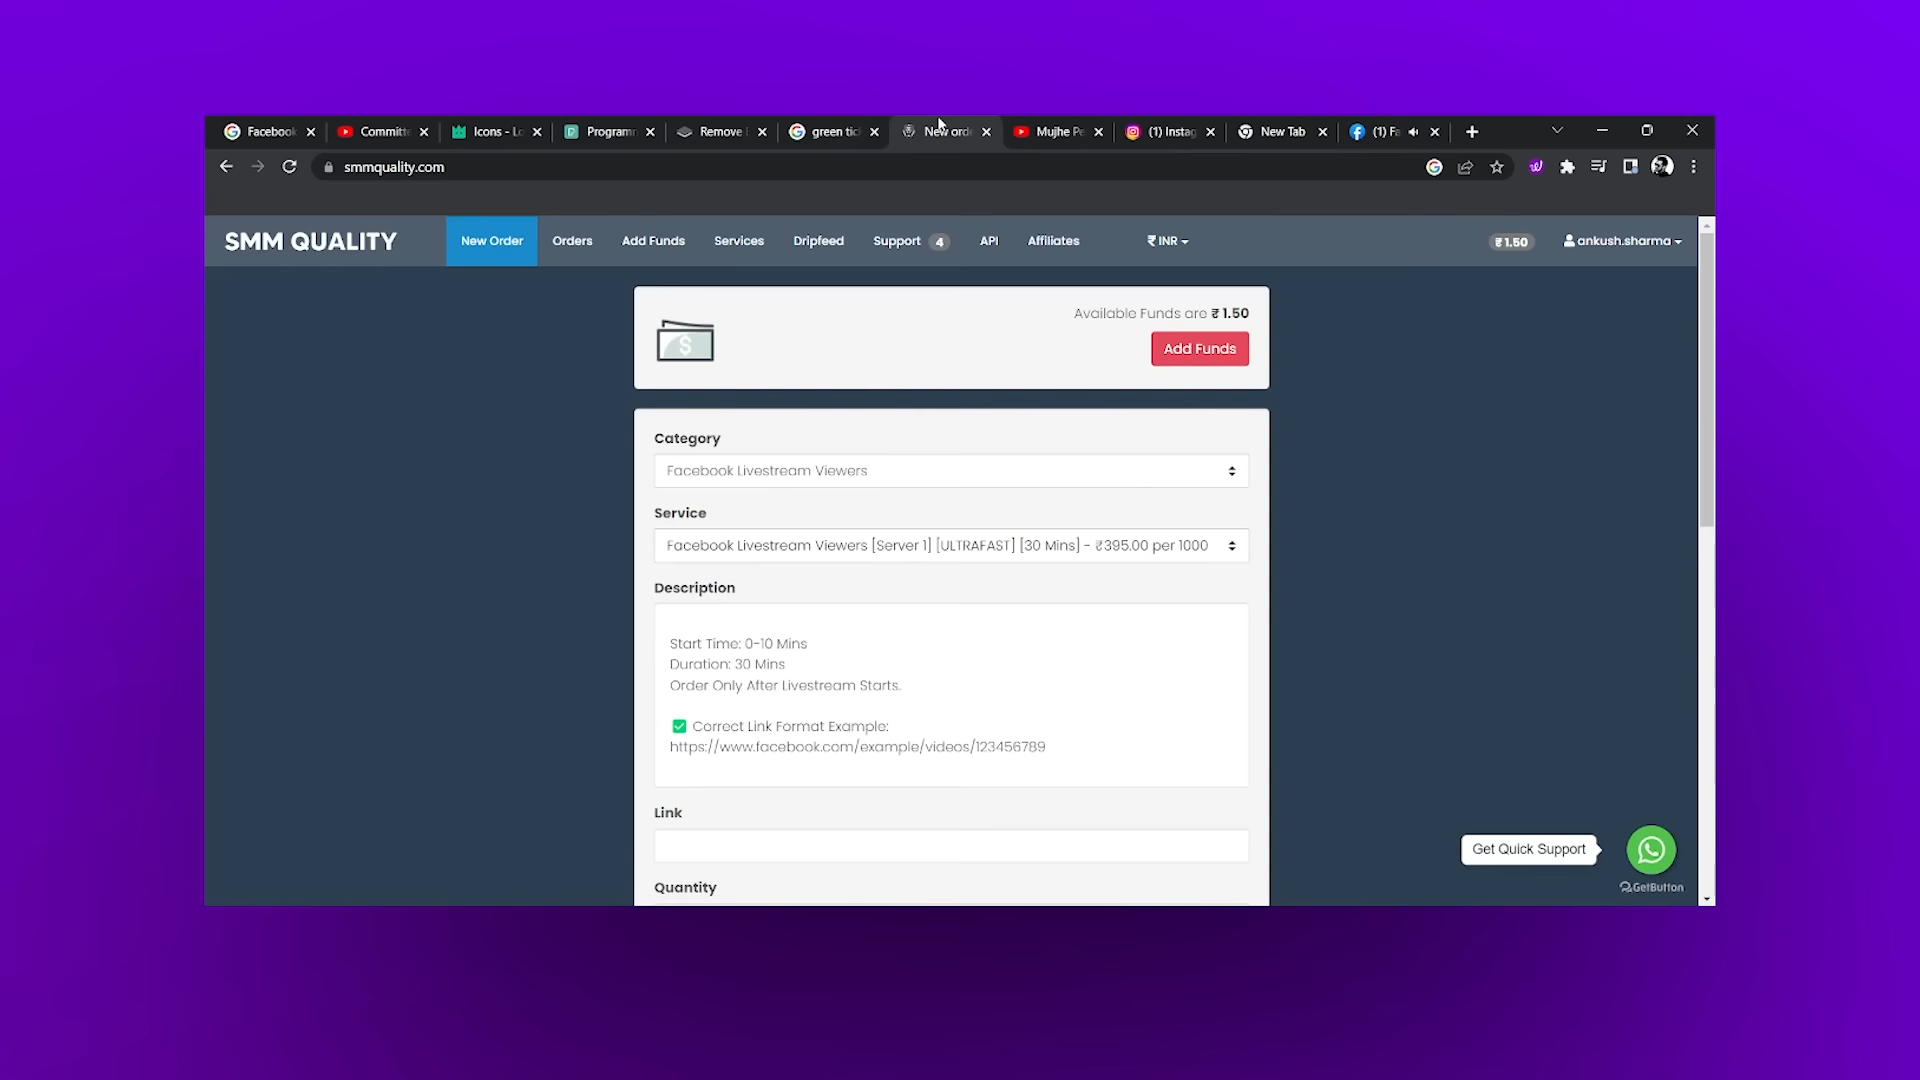 Facebook
Committe
Icons - Lo
Programm
Remove
green tic
New orde
Mujhe Pe
(1) Instag
New Tab
(1) Fa
smmquality.com
SMM QUALITY
New Order
Orders
Add Funds
Services
Dripfeed
Support 4
API
Affiliates
₹ INR
₹ 1.50
ankush.sharma
Available Funds are ₹ 1.50
Add Funds
Category
Facebook Livestream Viewers
Service
Facebook Livestream Viewers [Server 1] [ULTRAFAST] [30 Mins] - ₹395.00 per 1000
Description
Start Time: 0-10 Mins
Duration: 30 Mins
Order Only After Livestream Starts.
✅ Correct Link Format Example:
https://www.facebook.com/example/videos/123456789
Link
Quantity
Get Quick Support
GetButton